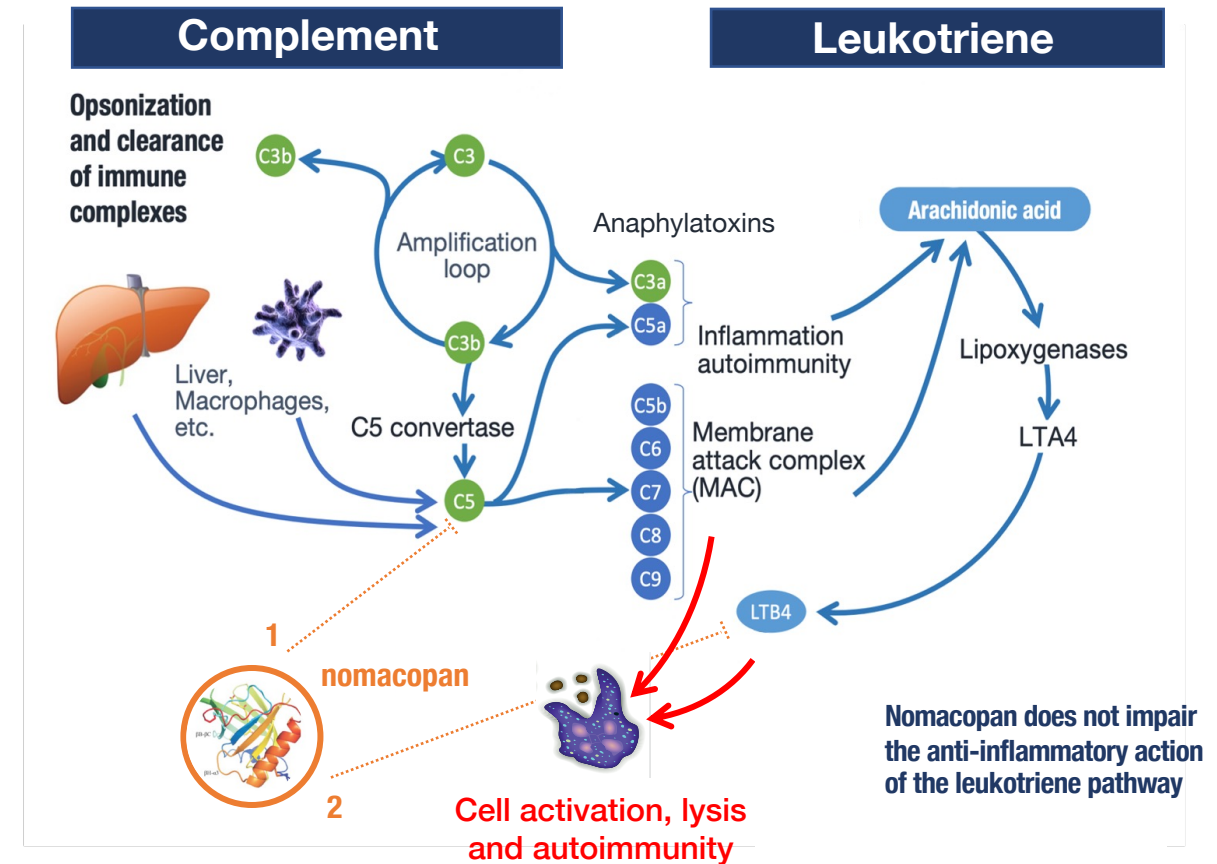 Complement
Leukotriene
Opsonization
and clearance
of immune
complexes
C3b
C3
Amplification
loop
Anaphylatoxins
Arachidonic acid
C3a
C5a
C3b
Inflammation
autoimmunity
Lipoxygenases
Liver,
Macrophages,
etc.
C5 convertase
C5b
C6
C7
C8
C9
Membrane
attack complex
(MAC)
LTA4
C5
LTB4
1
nomacopan
2
Nomacopan does not impair
the anti-inflammatory action
of the leukotriene pathway
Cell activation, lysis
and autoimmunity